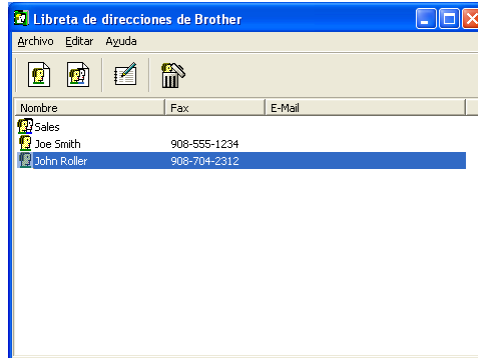 Libreta de direcciones de Brother
Archivo Editar Ayuda
Nombre Fax E-Mail
Sales
Joe Smith 908-555-1234
John Roller 908-704-2312